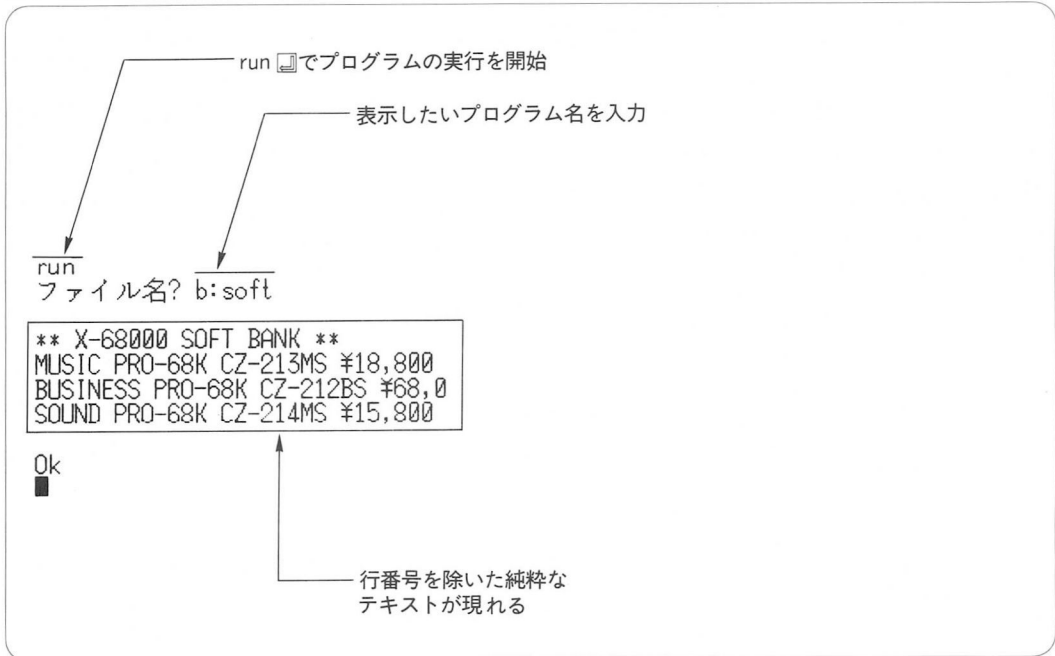 run ⏎でプログラムの実行を開始
表示したいプログラム名を入力
run
ファイル名? b:soft
** X-68000 SOFT BANK **
MUSIC PRO-68K CZ-213MS ¥18,800
BUSINESS PRO-68K CZ-212BS ¥68,0
SOUND PRO-68K CZ-214MS ¥15,800
Ok
行番号を除いた純粋な
テキストが現れる